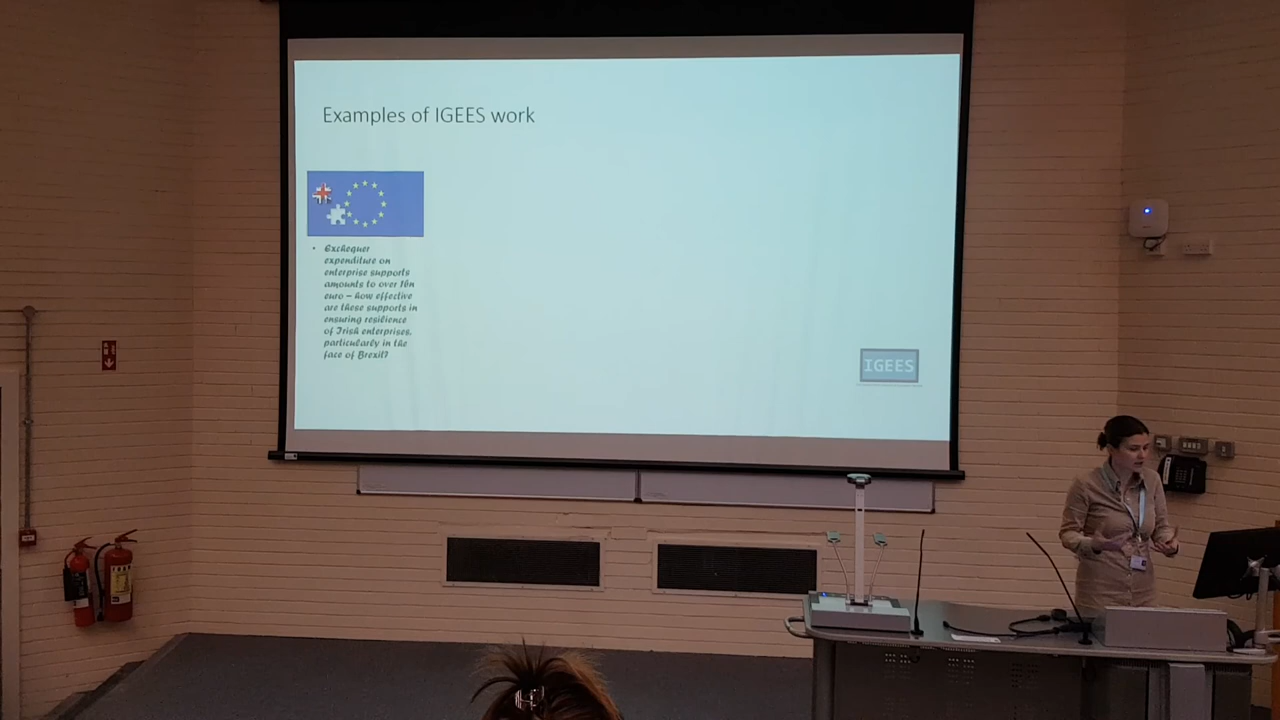 Examples of IGEES work
• Exchequer
expenditure on
enterprise supports
amounts to over 1bn
euro – how effective
are these supports in
ensuring resilience
of Irish enterprises,
particularly in the
face of Brexit?
IGEES